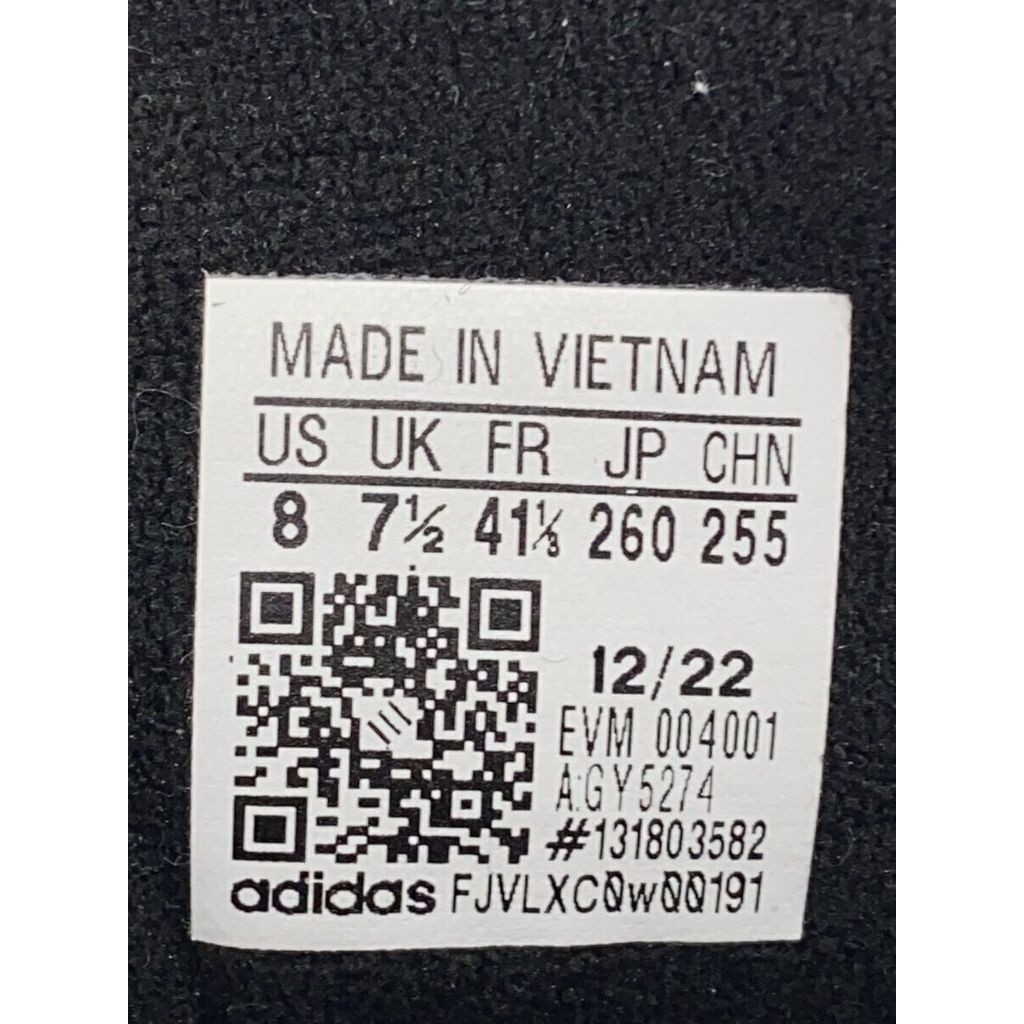 MADE IN VIETNAM
US UK FR JP CHN
8 7½ 41⅓ 260 255
12/22
EVM 004001
A:GY5274
#131803582
adidas FJVLXC0w00191